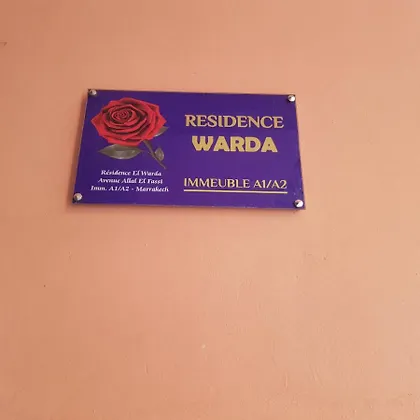 RESIDENCE
WARDA
Résidence El Warda
Avenue Allal El Fassi
Imm. A1/A2 - Marrakech
IMMEUBLE A1/A2